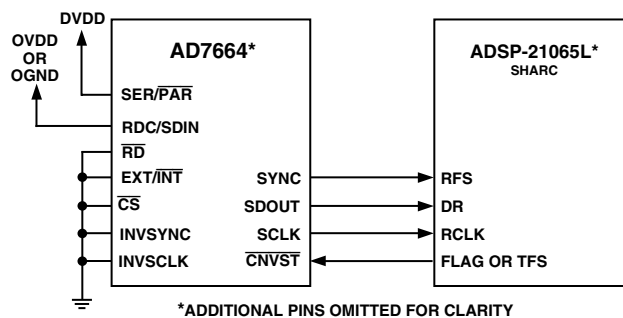 DVDD
OVDD
OR
OGND
AD7664*
SER/PAR
RDC/SDIN
RD
EXT/INT
CS
INVSYNC
INVSCLK
SYNC
SDOUT
SCLK
CNVST
ADSP-21065L*
SHARC
RFS
DR
RCLK
FLAG OR TFS
*ADDITIONAL PINS OMITTED FOR CLARITY